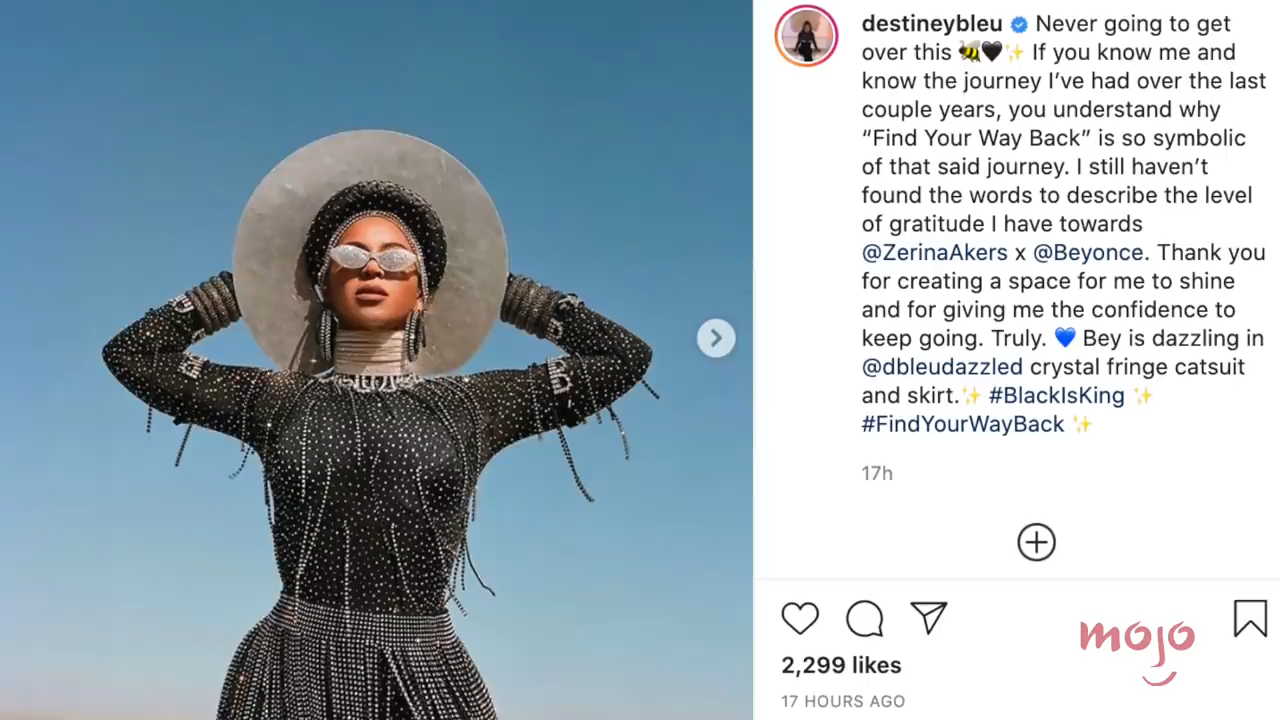 destineybleu Never going to get
over this 🐝🖤✨ If you know me and
know the journey I’ve had over the last
couple years, you understand why
“Find Your Way Back” is so symbolic
of that said journey. I still haven’t
found the words to describe the level
of gratitude I have towards
@ZerinaAkers x @Beyonce. Thank you
for creating a space for me to shine
and for giving me the confidence to
keep going. Truly. 💙 Bey is dazzling in
@dbleudazzled crystal fringe catsuit
and skirt.✨ #BlackIsKing ✨
#FindYourWayBack ✨
17h
mojo
2,299 likes
17 HOURS AGO